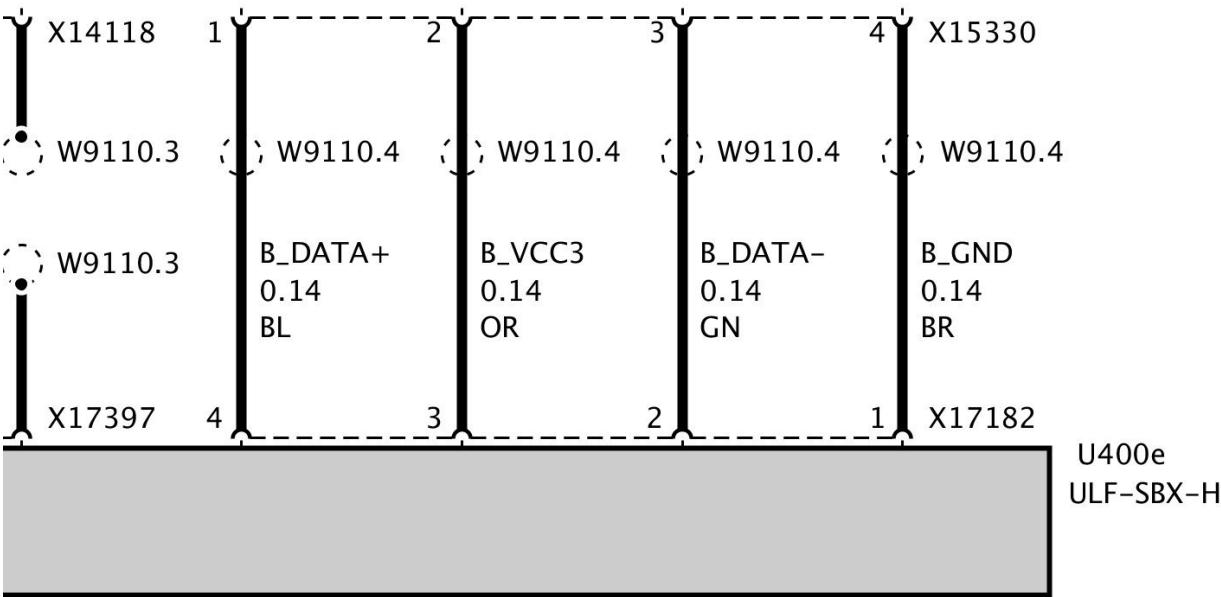 X14118 1 2 3 4 X15330
W9110.3 W9110.4 W9110.4 W9110.4 W9110.4
W9110.3 B_DATA+ B_VCC3 B_DATA- B_GND
0.14 0.14 0.14 0.14
BL OR GN BR
X17397 4 3 2 1 X17182
U400e
ULF-SBX-H